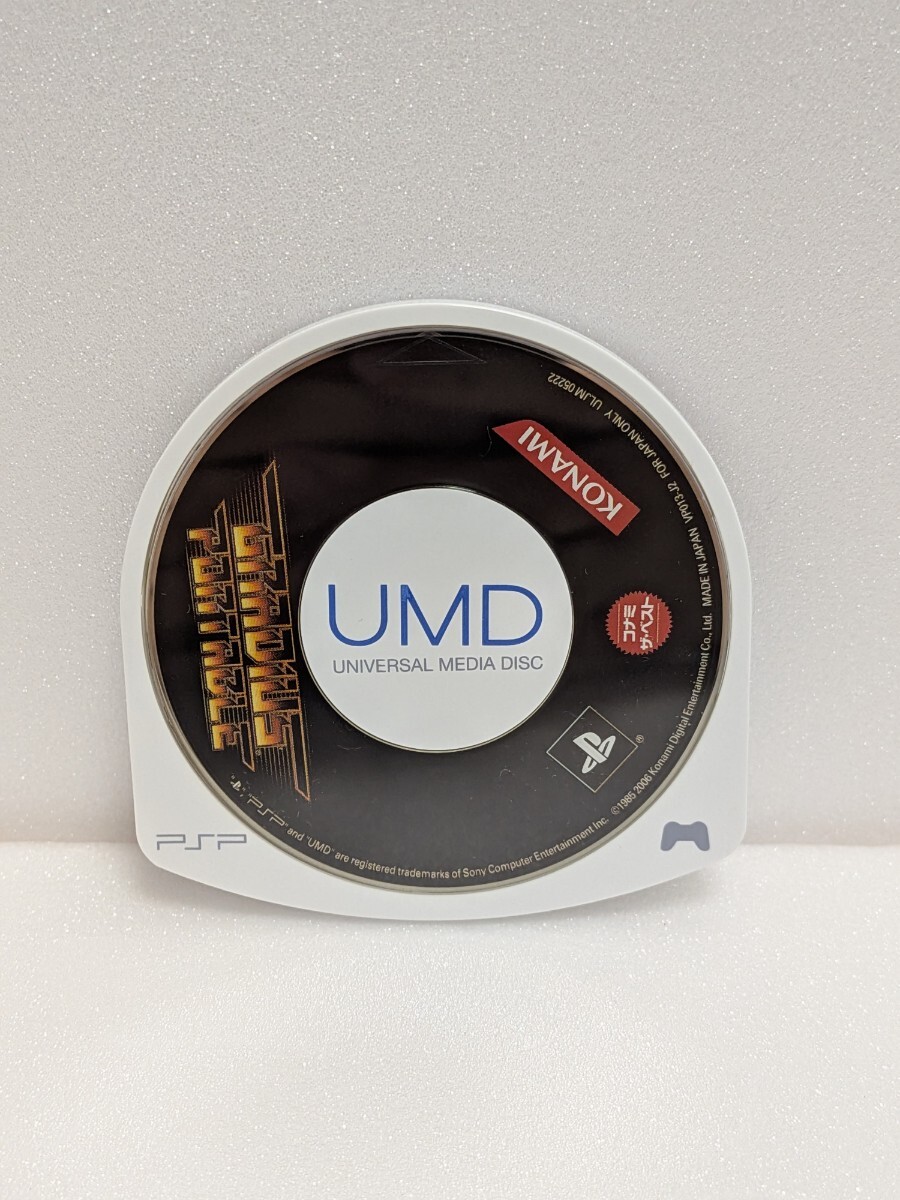 KONAMI
FOR JAPAN ONLY ULJM 05222
GRADIUS
PORTABLE
UMD
UNIVERSAL MEDIA DISC
コナミ
ザ・ベスト
©1985 2006 Konami Digital Entertainment Co., Ltd. MADE IN JAPAN VP013-J2
"PSP" and "UMD" are registered trademarks of Sony Computer Entertainment Inc.
PSP